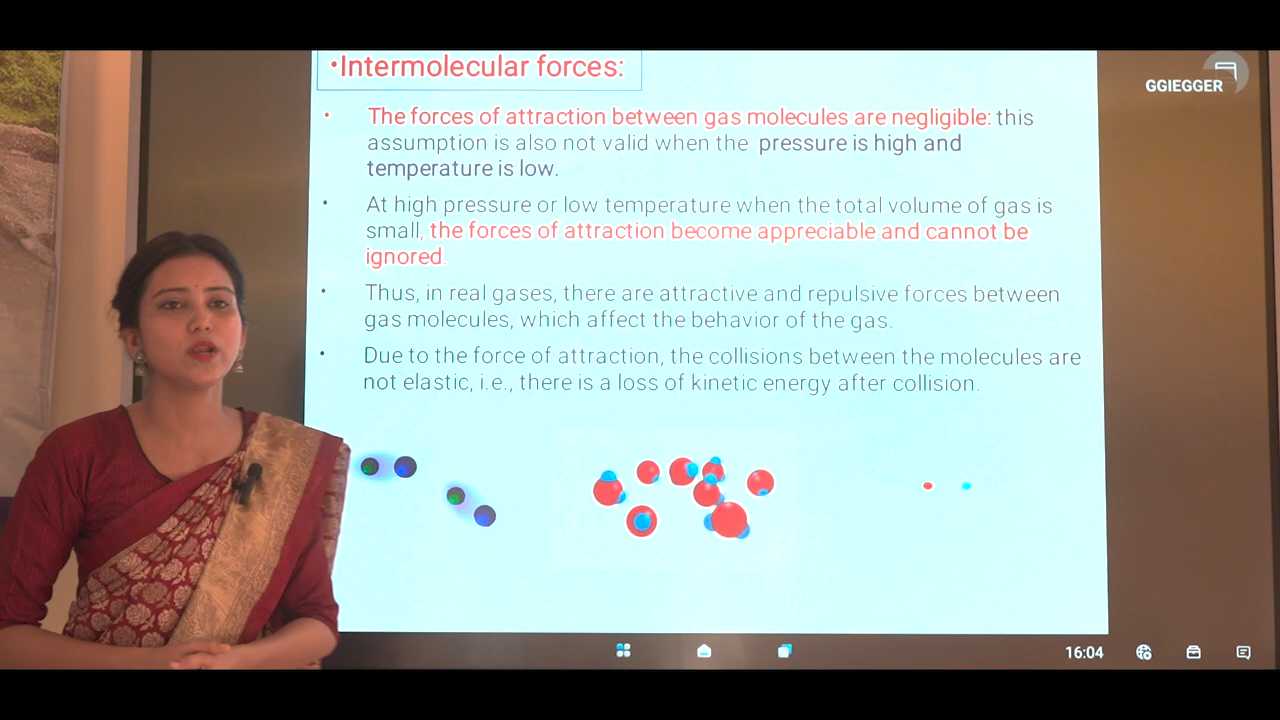 •Intermolecular forces:
GGIEGGER
• The forces of attraction between gas molecules are negligible: this
assumption is also not valid when the pressure is high and
temperature is low.
• At high pressure or low temperature when the total volume of gas is
small, the forces of attraction become appreciable and cannot be
ignored.
• Thus, in real gases, there are attractive and repulsive forces between
gas molecules, which affect the behavior of the gas.
• Due to the force of attraction, the collisions between the molecules are
not elastic, i.e., there is a loss of kinetic energy after collision.
16:04